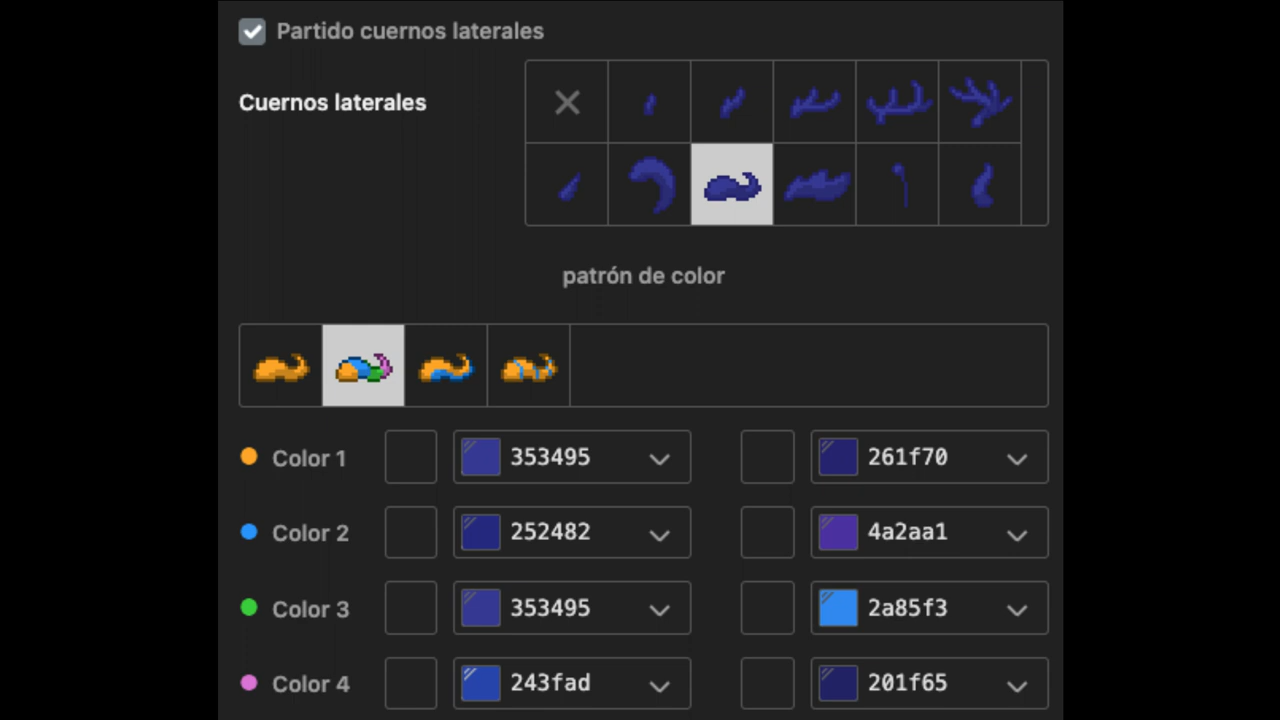 Partido cuernos laterales
Cuernos laterales
patrón de color
Color 1 353495 261f70
Color 2 252482 4a2aa1
Color 3 353495 2a85f3
Color 4 243fad 201f65